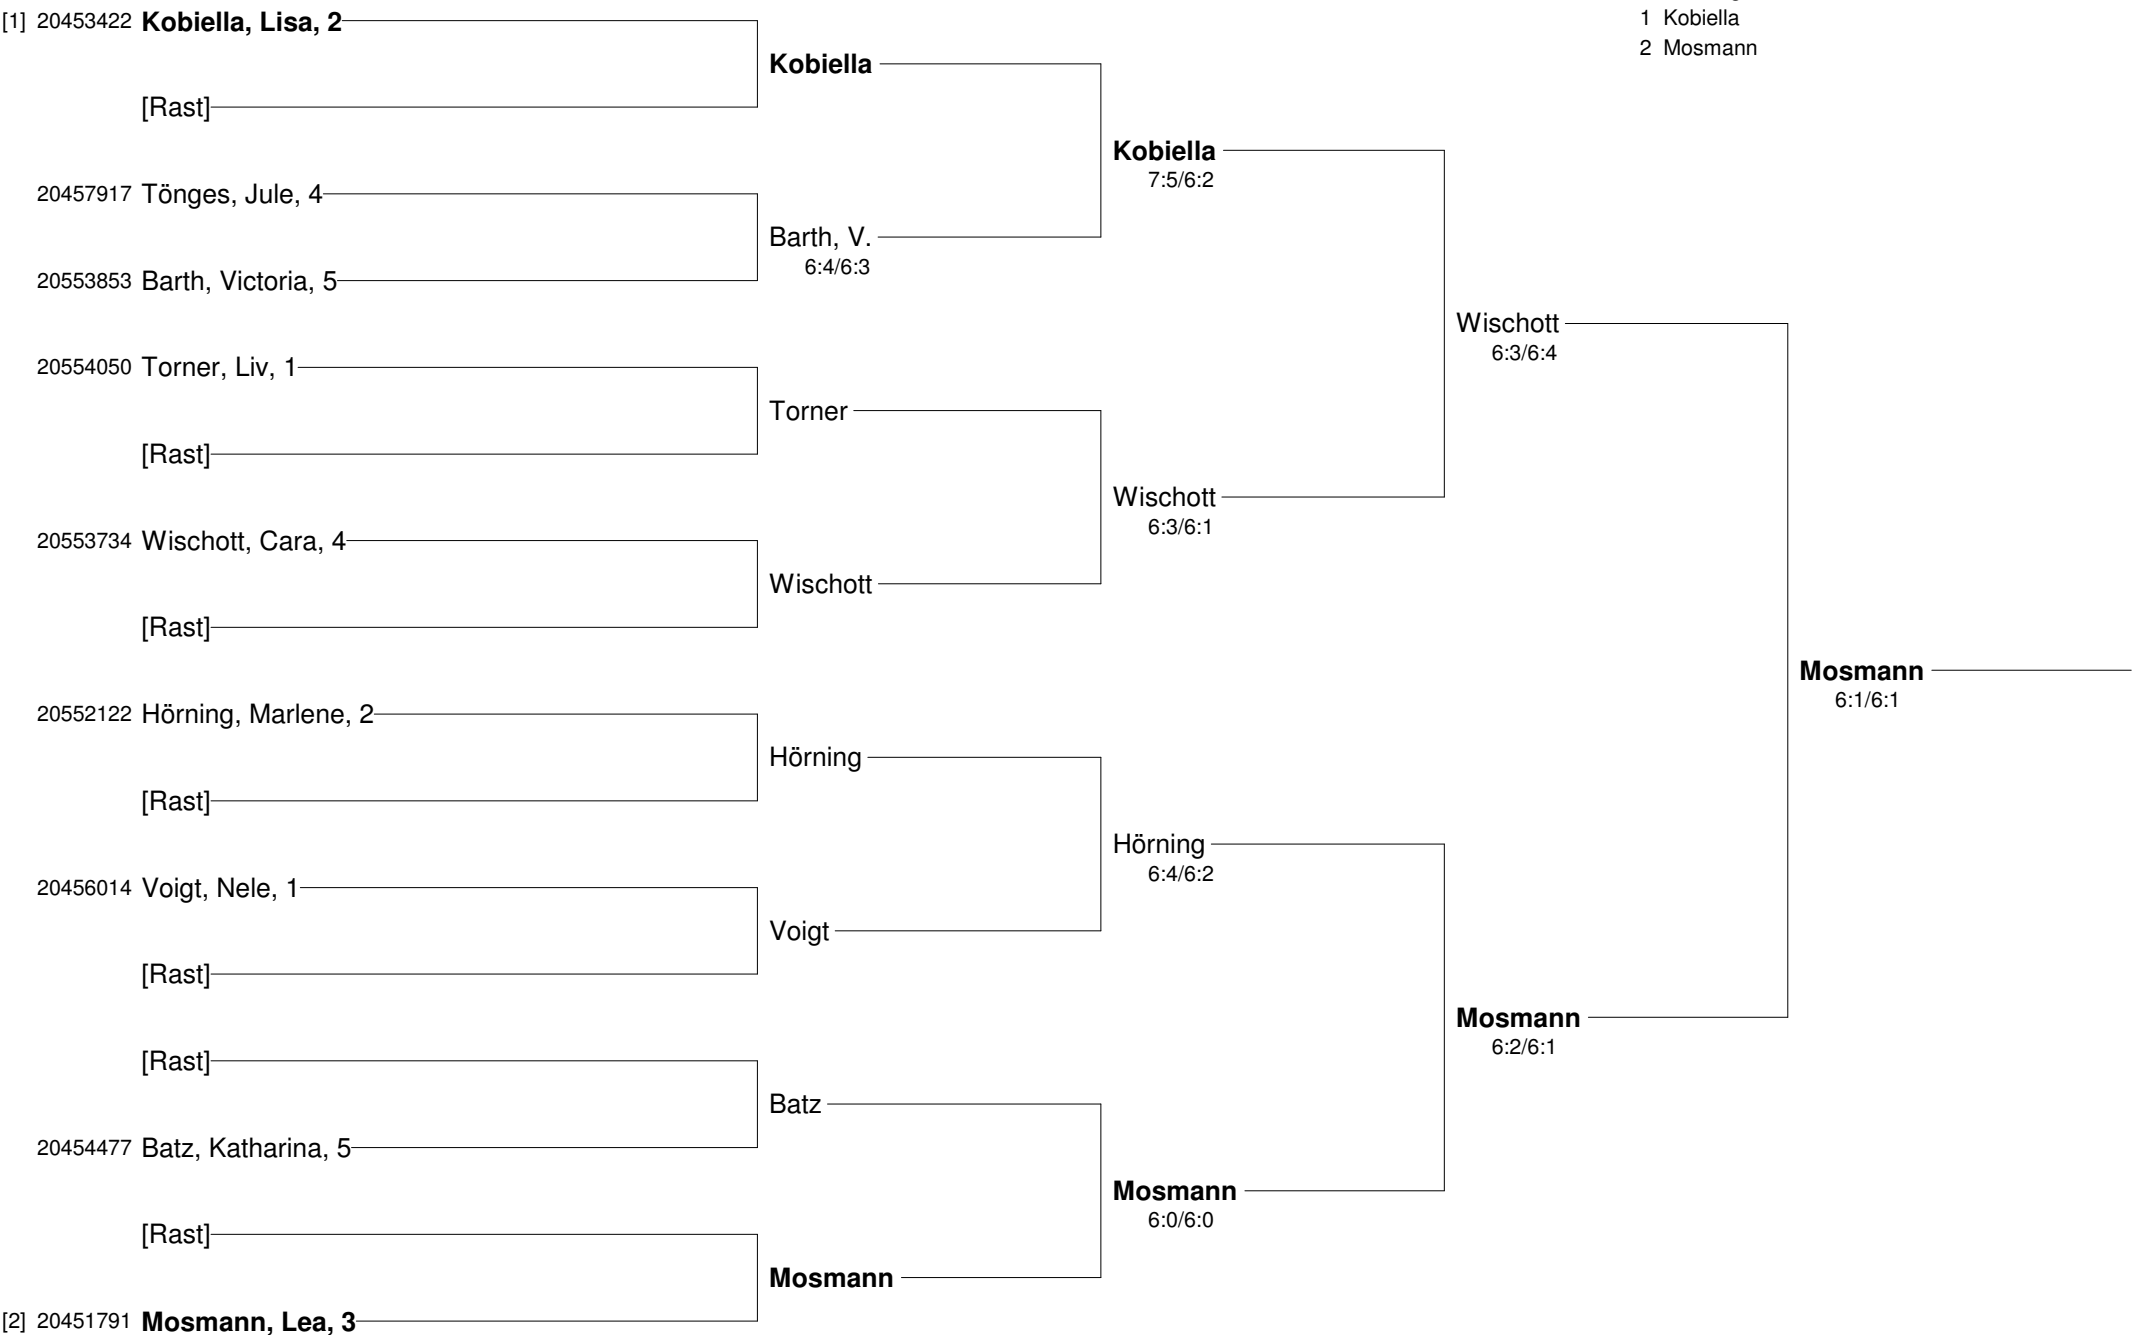 [1] 20453422 Kobiella, Lisa, 2
1 Kobiella
2 Mosmann
Kobiella
[Rast]
Kobiella
7:5/6:2
20457917 Tönges, Jule, 4
Barth, V.
6:4/6:3
20553853 Barth, Victoria, 5
Wischott
6:3/6:4
20554050 Torner, Liv, 1
Torner
[Rast]
Wischott
6:3/6:1
20553734 Wischott, Cara, 4
Wischott
[Rast]
Mosmann
6:1/6:1
20552122 Hörning, Marlene, 2
Hörning
[Rast]
Hörning
6:4/6:2
20456014 Voigt, Nele, 1
Voigt
[Rast]
Mosmann
6:2/6:1
[Rast]
Batz
20454477 Batz, Katharina, 5
Mosmann
6:0/6:0
[Rast]
Mosmann
[2] 20451791 Mosmann, Lea, 3